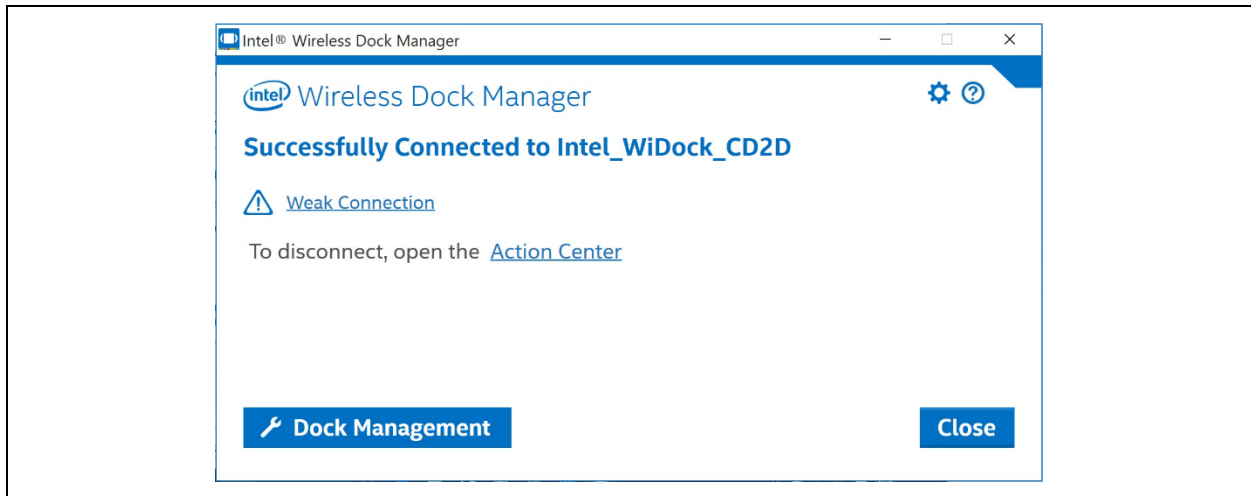 Intel® Wireless Dock Manager
intel Wireless Dock Manager
Successfully Connected to Intel_WiDock_CD2D
Weak Connection
To disconnect, open the Action Center
Dock Management
Close